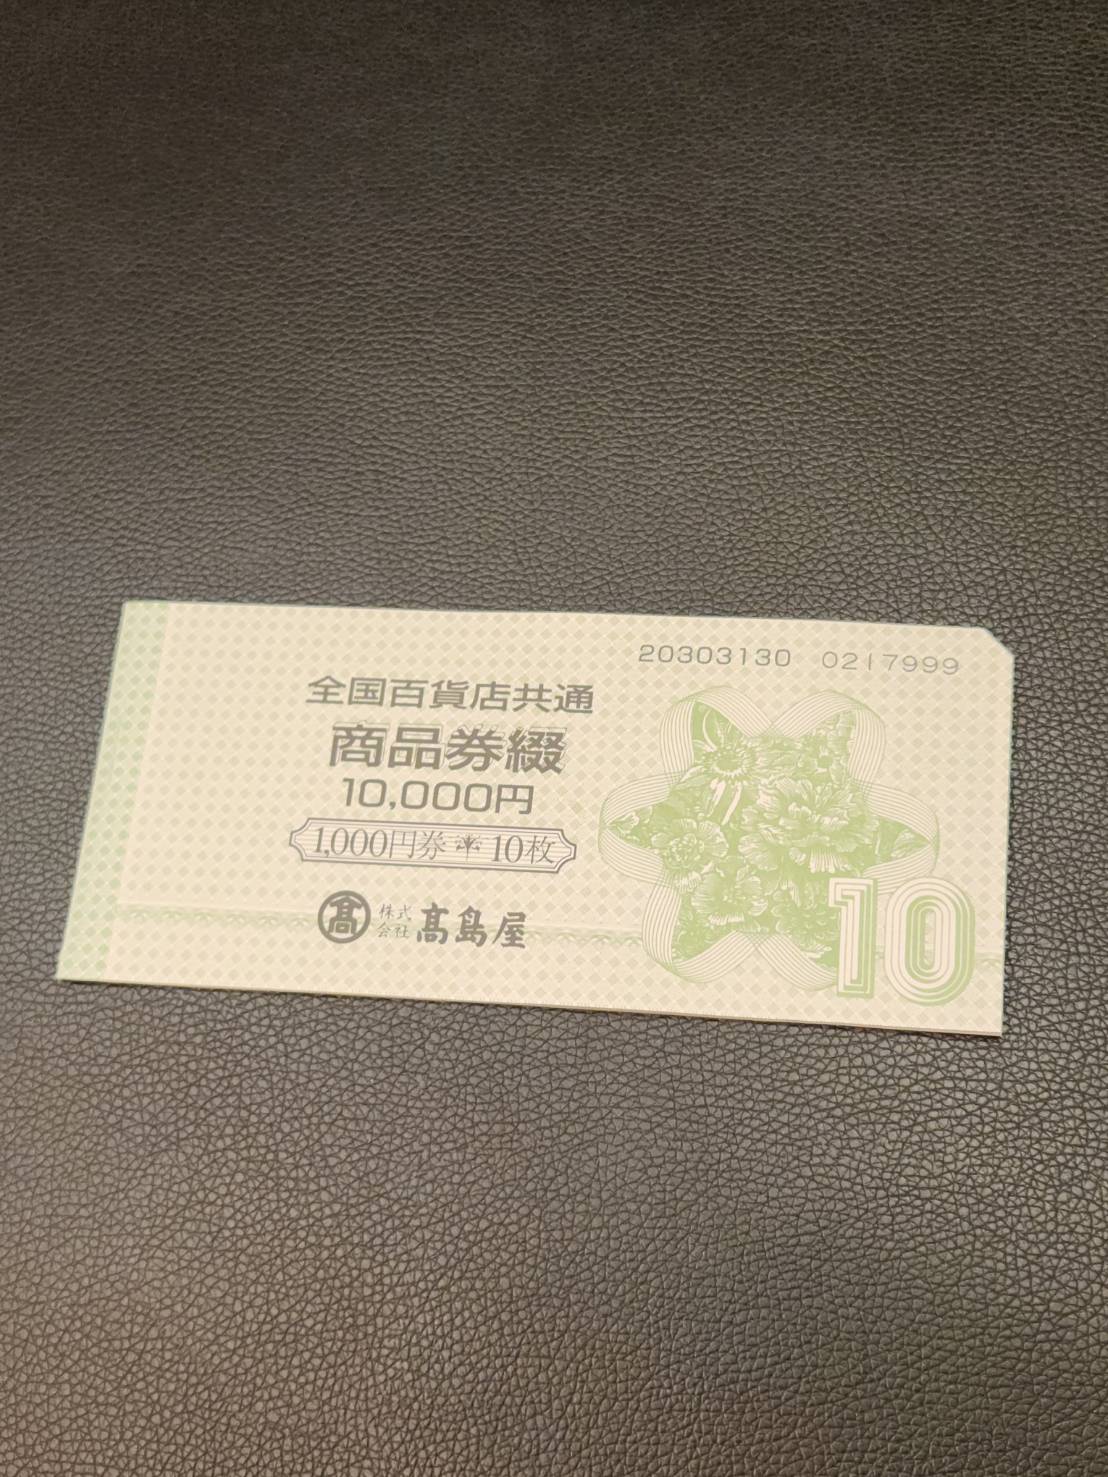 20303130 0217999
全国百貨店共通
商品券綴
10,000円
1,000円券 10枚
髙 株式会社 髙島屋
10